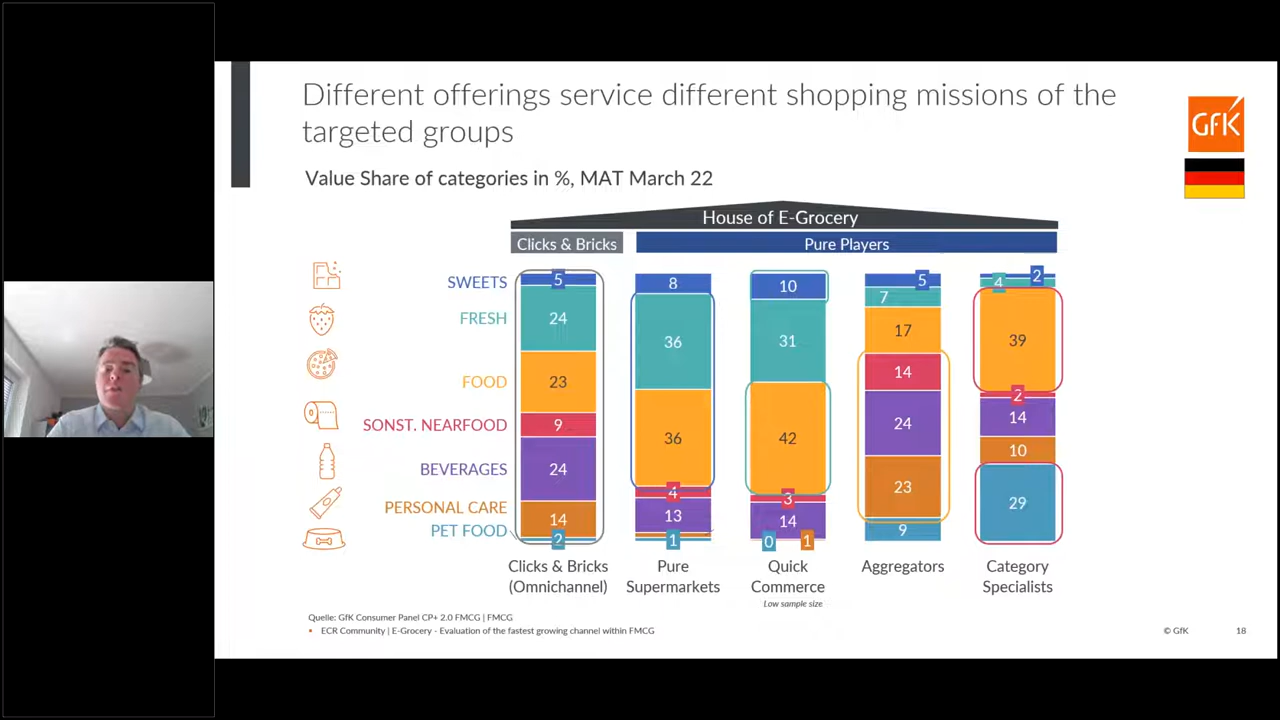 Different offerings service different shopping missions of the
targeted groups
GfK
Value Share of categories in %, MAT March 22
House of E-Grocery
Clicks & Bricks
Pure Players
SWEETS
5
8
10
5
2
FRESH
24
36
31
7
4
FOOD
23
36
42
17
39
SONST. NEARFOOD
9
4
3
14
2
BEVERAGES
24
13
14
24
14
PERSONAL CARE
14
1
23
10
PET FOOD
2
1
0
9
29
Clicks & Bricks
(Omnichannel)
Pure
Supermarkets
Quick
Commerce
Low sample size
Aggregators
Category
Specialists
Quelle: GfK Consumer Panel CP+ 2.0 FMCG | FMCG
• ECR Community | E-Grocery - Evaluation of the fastest growing channel within FMCG
© GfK
18